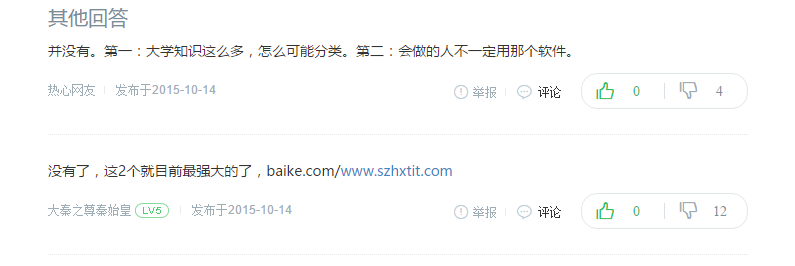 其他回答
并没有。第一：大学知识这么多，怎么可能分类。第二：会做的人不一定用那个软件。
热心网友 发布于2015-10-14 举报 评论 0 4
没有了，这2个就目前最强大的了，baike.com/www.szhxtit.com
大秦之尊秦始皇 LV5 发布于2015-10-14 举报 评论 0 12